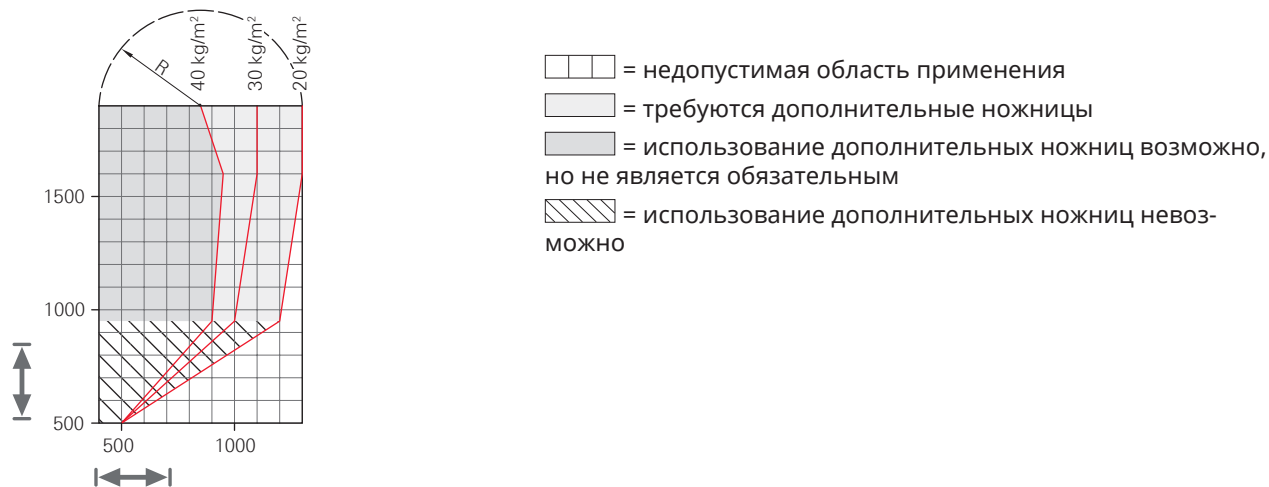 40 kg/m²
30 kg/m²
20 kg/m²
R
1500
1000
500
500
1000
= недопустимая область применения
= требуются дополнительные ножницы
= использование дополнительных ножниц возможно,
но не является обязательным
= использование дополнительных ножниц невоз-
можно